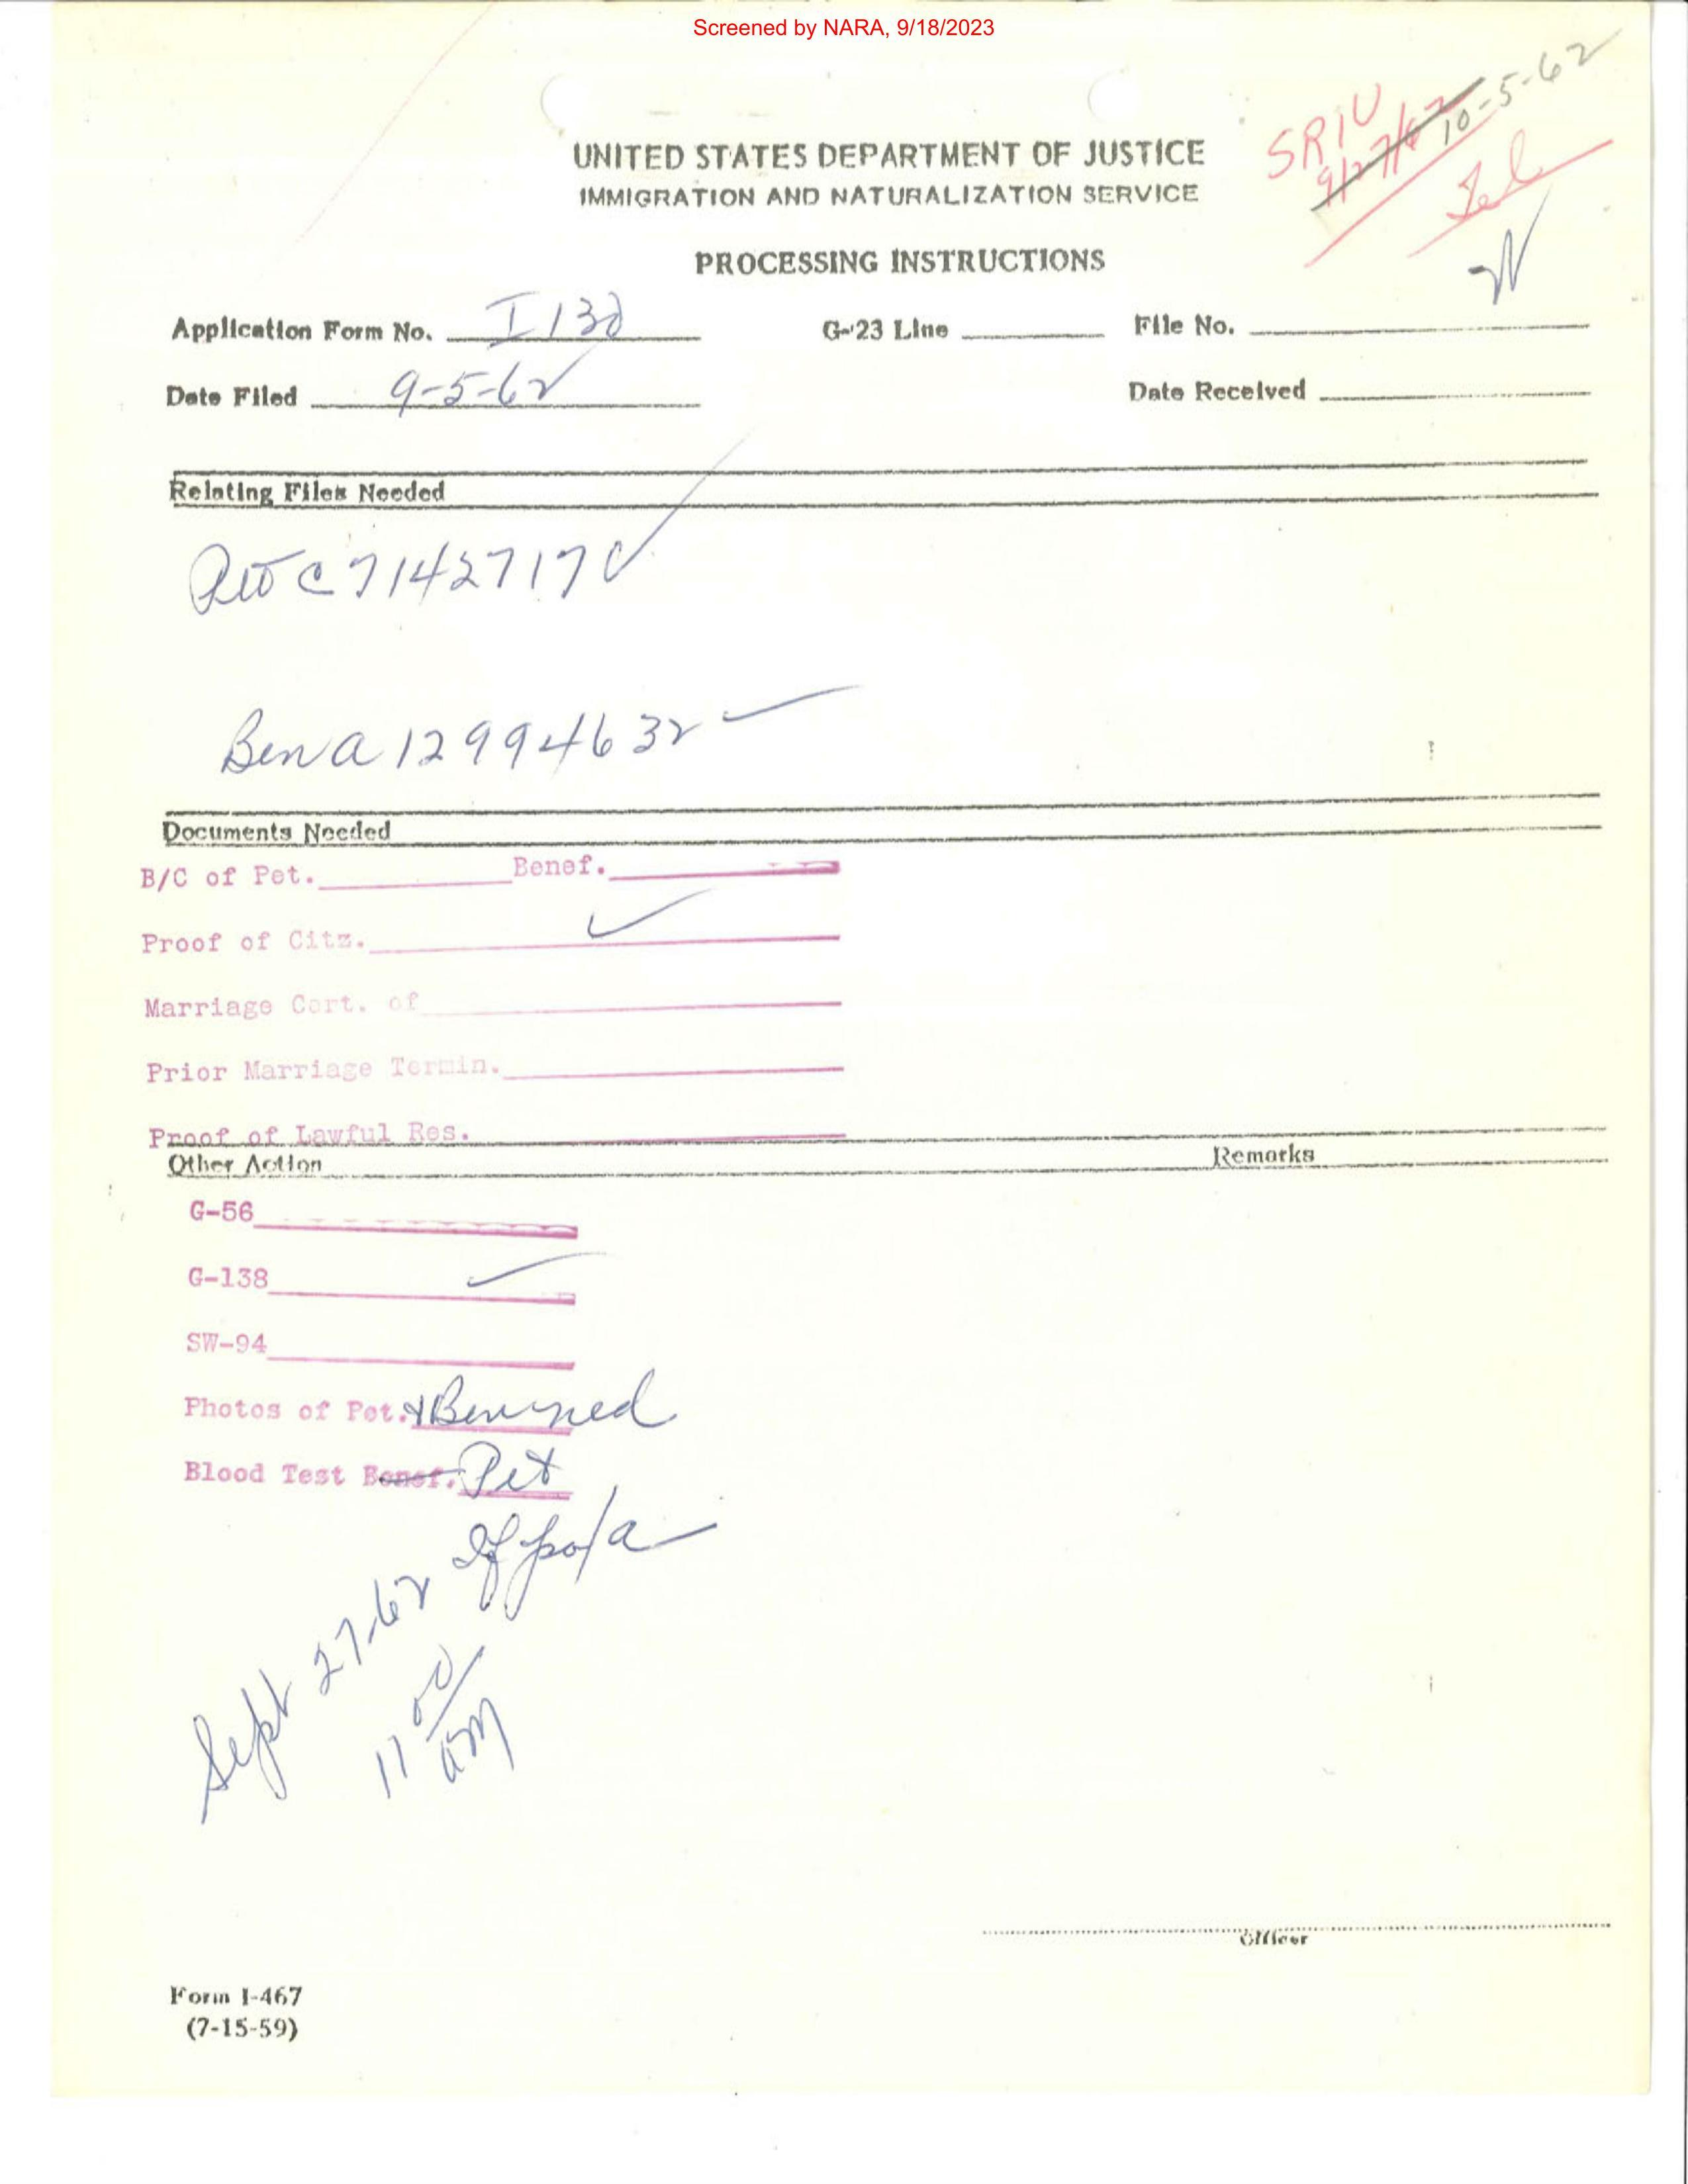 Screened by NARA, 9/18/2023
10-5-62
SRIU
9/27/62
UNITED STATES DEPARTMENT OF JUSTICE
IMMIGRATION AND NATURALIZATION SERVICE
PROCESSING INSTRUCTIONS
Application Form No. I 130 G-23 Line File No.
Date Filed 9-5-62 Date Received
Relating Files Needed
Pet C 7142717
Ben A 12994632
Documents Needed
B/C of Pet. Benef.
Proof of Citz.
Marriage Cert. of
Prior Marriage Termin.
Proof of Lawful Res.
Other Action Remarks
G-56
G-138
SW-94
Photos of Pet. & Ben
Blood Test Benef. Pet
Sept 27-62
11 00 am
Officer
Form I-467
(7-15-59)